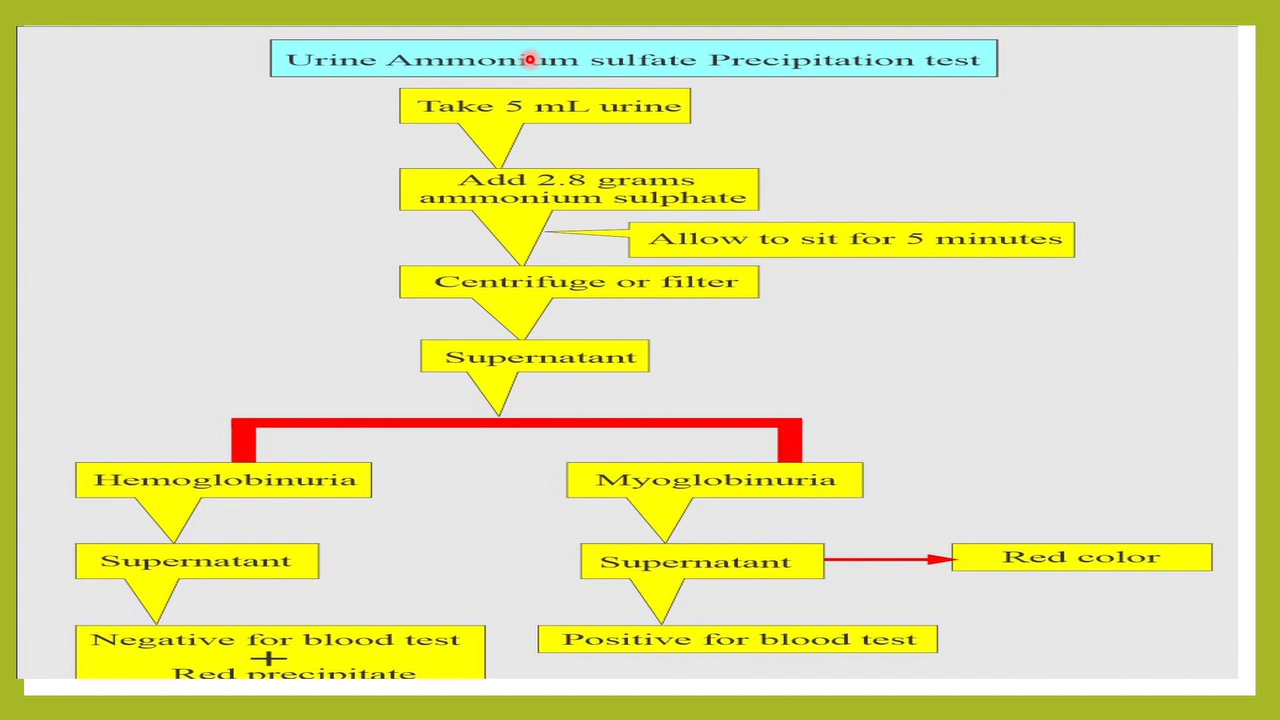 Urine Ammonium sulfate Precipitation test
Take 5 mL urine
Add 2.8 grams
ammonium sulphate
Allow to sit for 5 minutes
Centrifuge or filter
Supernatant
Hemoglobinuria
Myoglobinuria
Supernatant
Supernatant
Red color
Negative for blood test
+
Red precipitate
Positive for blood test